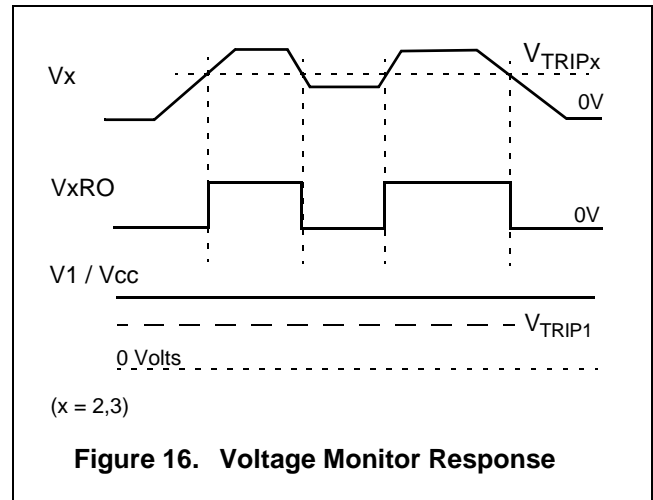 Vx
VTRIPx
0V
VxRO
0V
V1 / Vcc
VTRIP1
0 Volts
(x = 2,3)
Figure 16. Voltage Monitor Response